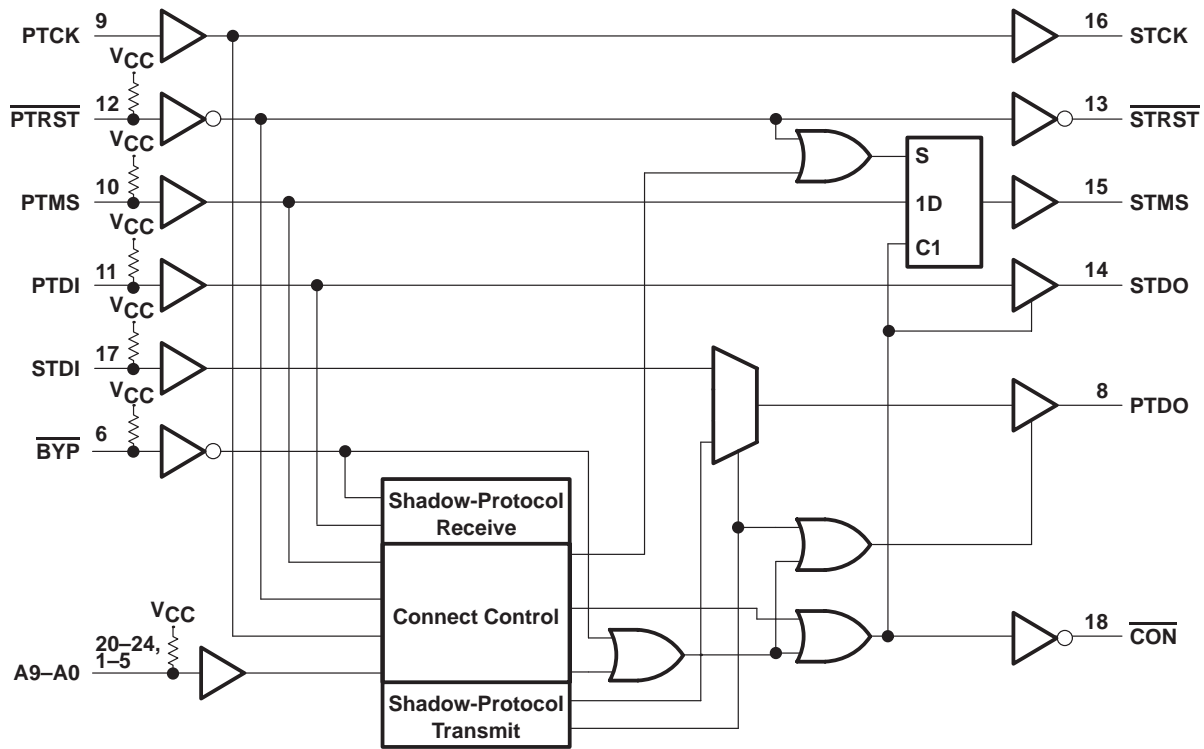 PTCK
9
16
STCK
VCC
PTRST
12
13
STRST
VCC
S
PTMS
10
1D
15
STMS
VCC
C1
PTDI
11
14
STDO
VCC
STDI
17
VCC
8
PTDO
BYP
6
Shadow-Protocol
Receive
Connect Control
VCC
20–24,
1–5
A9–A0
18
CON
Shadow-Protocol
Transmit